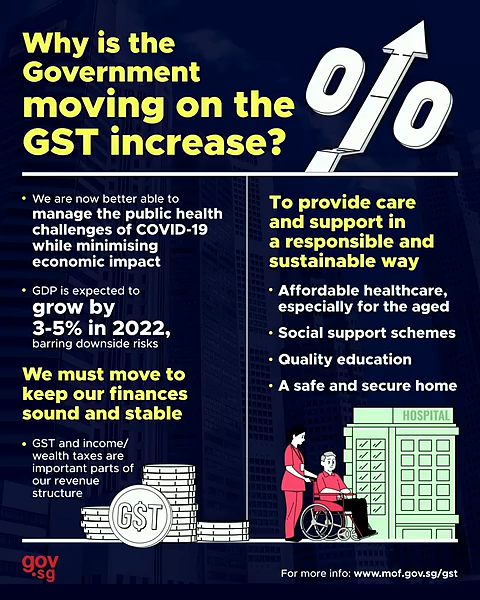 Why is the
Government
moving on the
GST increase?
%
• We are now better able to
manage the public health
challenges of COVID-19
while minimising
economic impact
• GDP is expected to
grow by
3-5% in 2022,
barring downside risks
We must move to
keep our finances
sound and stable
• GST and income/
wealth taxes are
important parts of
our revenue
structure
G$T
To provide care
and support in
a responsible and
sustainable way
• Affordable healthcare,
especially for the aged
• Social support schemes
• Quality education
• A safe and secure home
HOSPITAL
gov
.sg
For more info: www.mof.gov.sg/gst